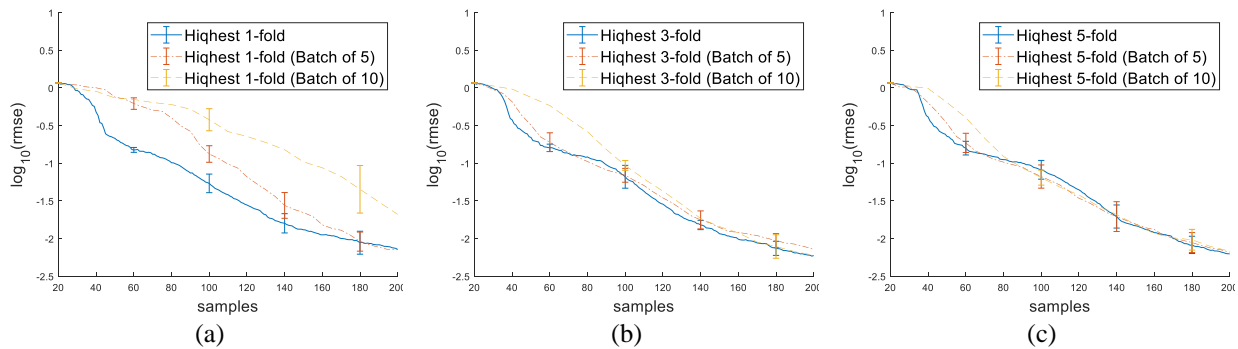 1
0.5
0
-0.5
-1
-1.5
-2
-2.5
log10(rmse)
20 40 60 80 100 120 140 160 180 200
samples
Hiqhest 1-fold
Hiqhest 1-fold (Batch of 5)
Hiqhest 1-fold (Batch of 10)
(a)
1
0.5
0
-0.5
-1
-1.5
-2
-2.5
log10(rmse)
20 40 60 80 100 120 140 160 180 200
samples
Hiqhest 3-fold
Hiqhest 3-fold (Batch of 5)
Hiqhest 3-fold (Batch of 10)
(b)
1
0.5
0
-0.5
-1
-1.5
-2
-2.5
log10(rmse)
20 40 60 80 100 120 140 160 180 200
samples
Hiqhest 5-fold
Hiqhest 5-fold (Batch of 5)
Hiqhest 5-fold (Batch of 10)
(c)